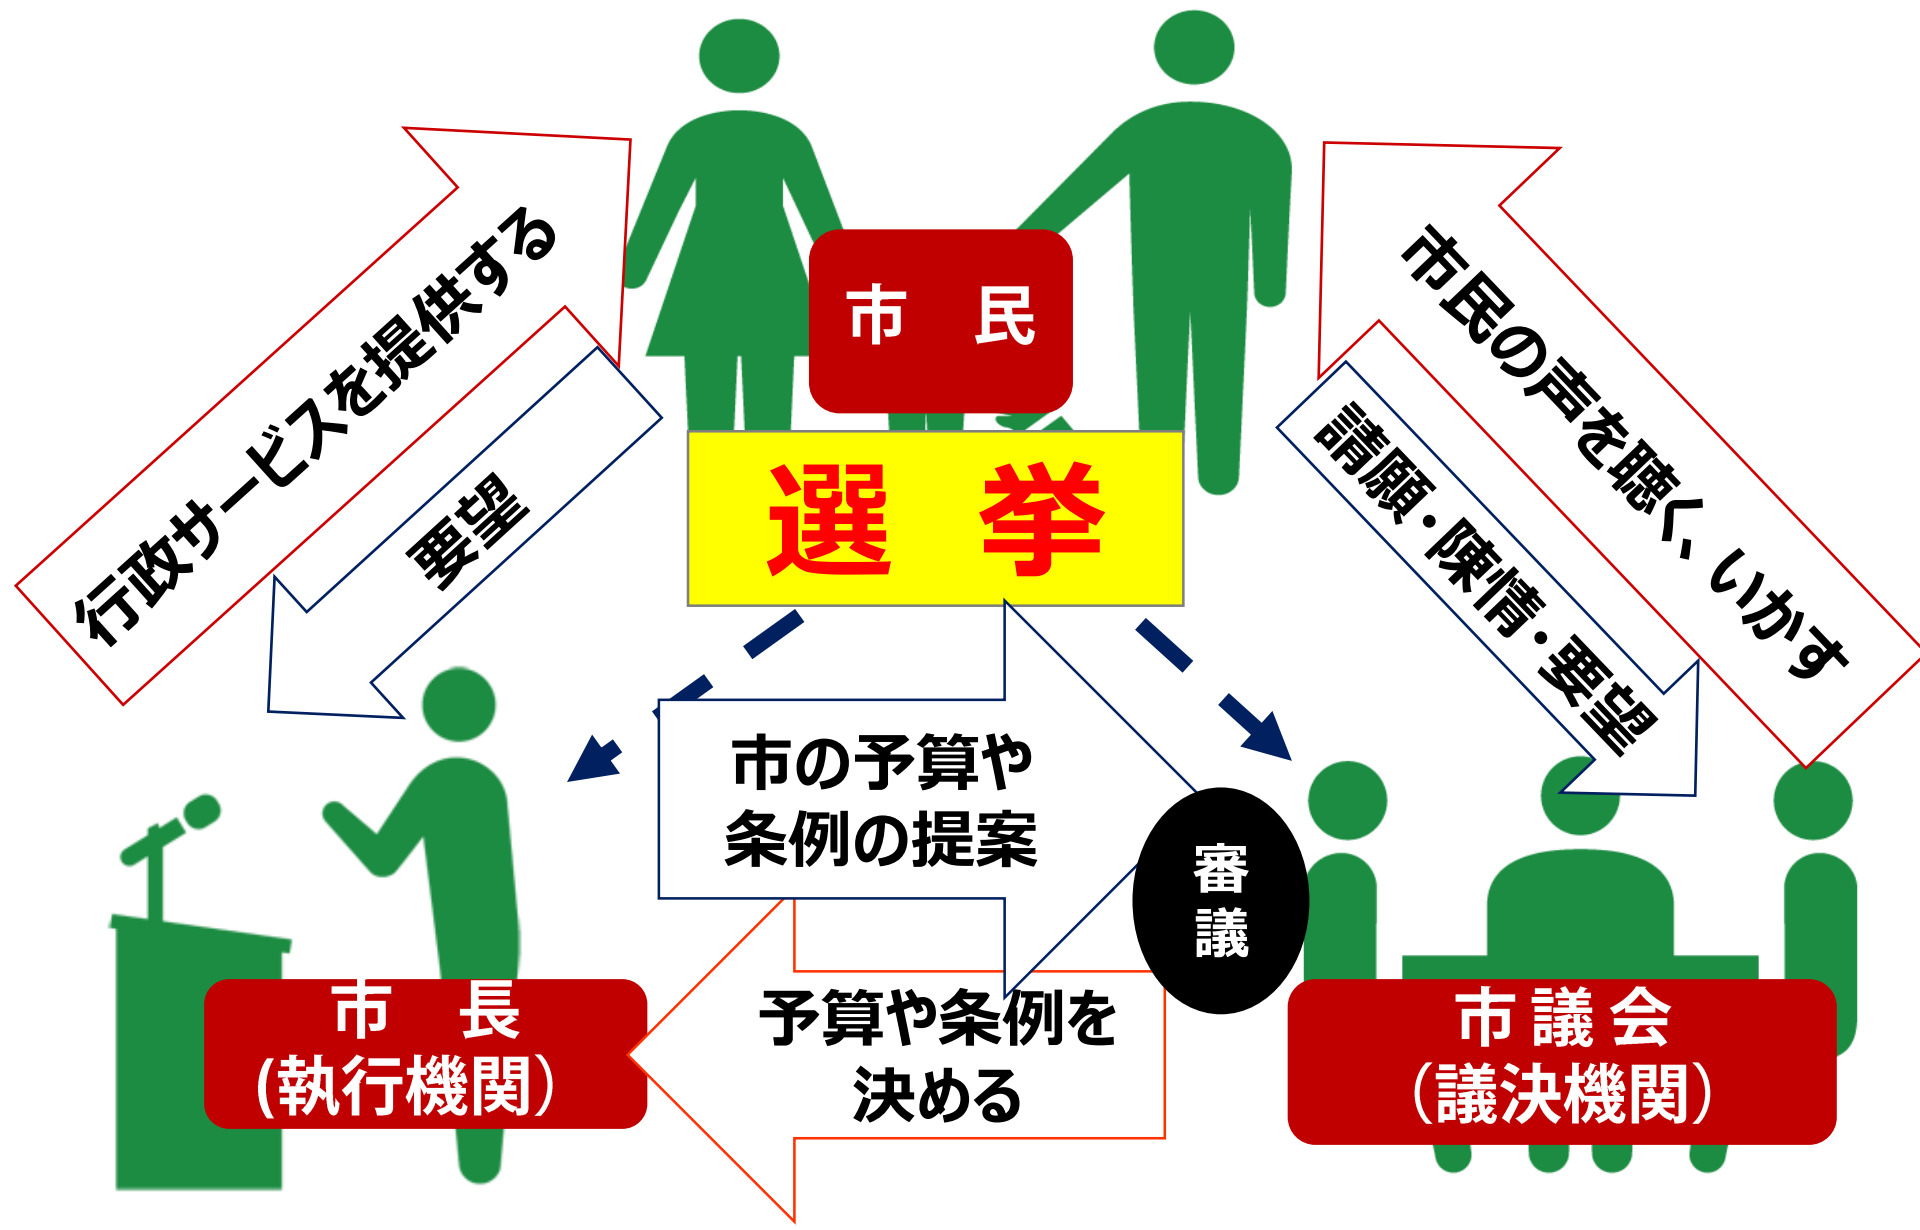 市　民
選　挙
行政サービスを提供する
要望
市民の声を聴く、いかす
請願・陳情・要望
市の予算や
条例の提案
審
議
予算や条例を
決める
市　長
(執行機関）
市 議 会
（議決機関）